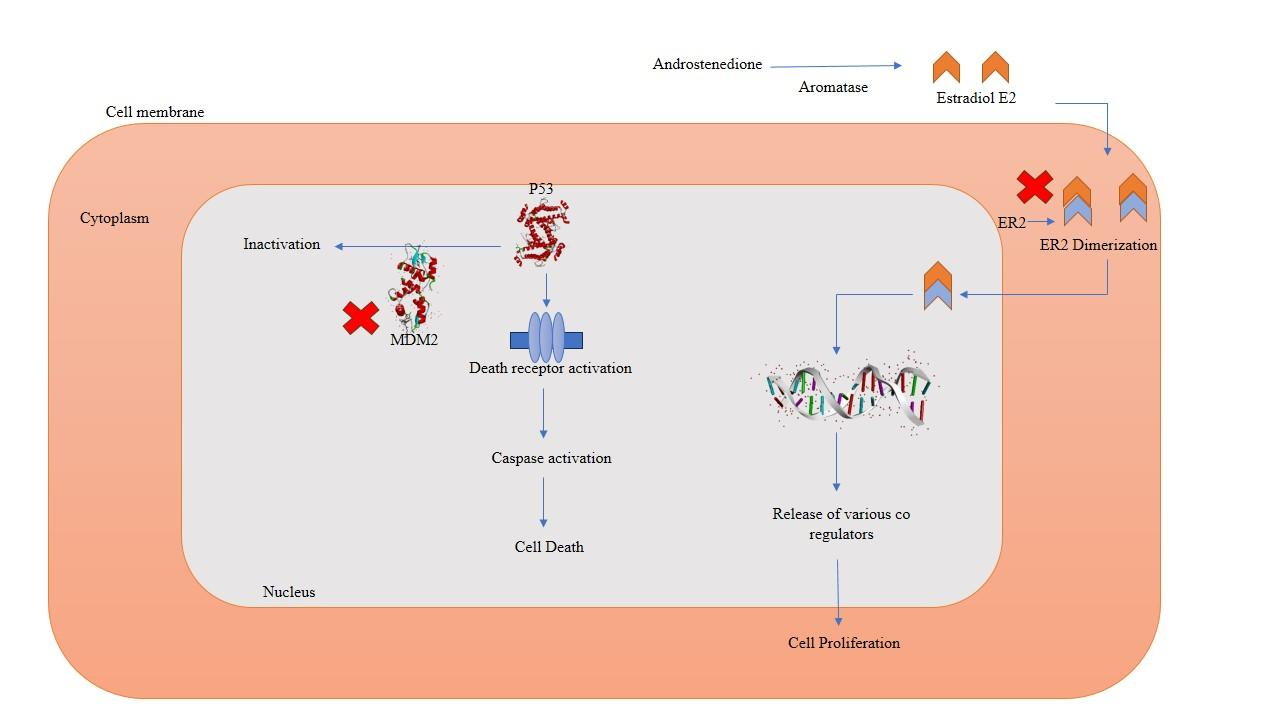 Androstenedione
Aromatase
Estradiol E2
Cell membrane
P53
Cytoplasm
ER2
Inactivation
ER2 Dimerization
MDM2
Death receptor activation
Caspase activation
Release of various co
regulators
Cell Death
Nucleus
Cell Proliferation